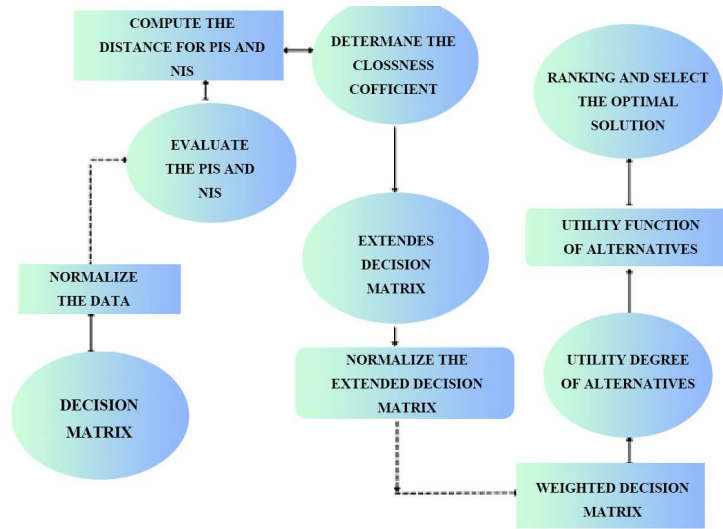 COMPUTE THE
DISTANCE FOR PIS AND
NIS
DETERMANE THE
CLOSSNESS
COFFICIENT
RANKING AND SELECT
THE OPTIMAL
SOLUTION
EVALUATE
THE PIS AND
NIS
EXTENDES
DECISION
MATRIX
UTILITY FUNCTION
OF ALTERNATIVES
NORMALIZE
THE DATA
NORMALIZE THE
EXTENDED DECISION
MATRIX
UTILITY DEGREE
OF ALTERNATIVES
DECISION
MATRIX
WEIGHTED DECISION
MATRIX